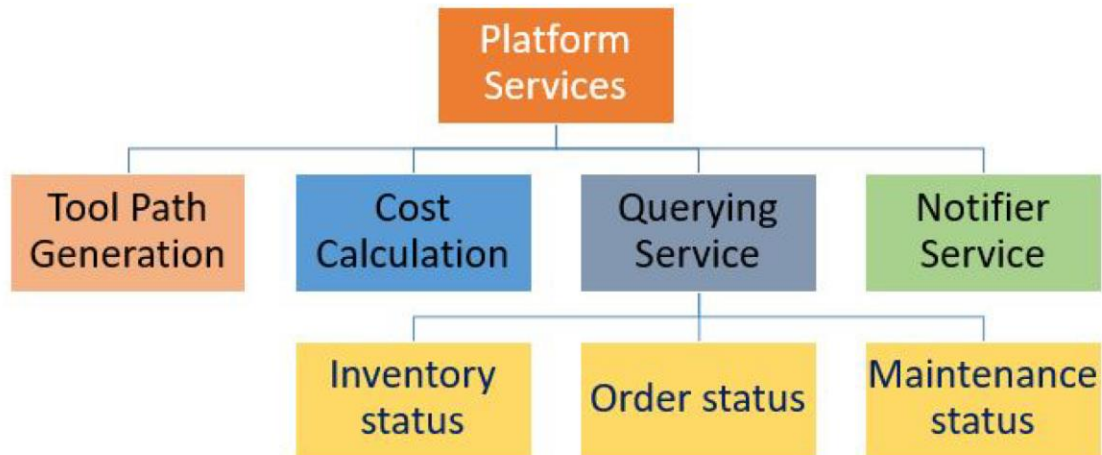 Platform
Services
Tool Path
Generation
Cost
Calculation
Querying
Service
Notifier
Service
Inventory
status
Order status
Maintenance
status